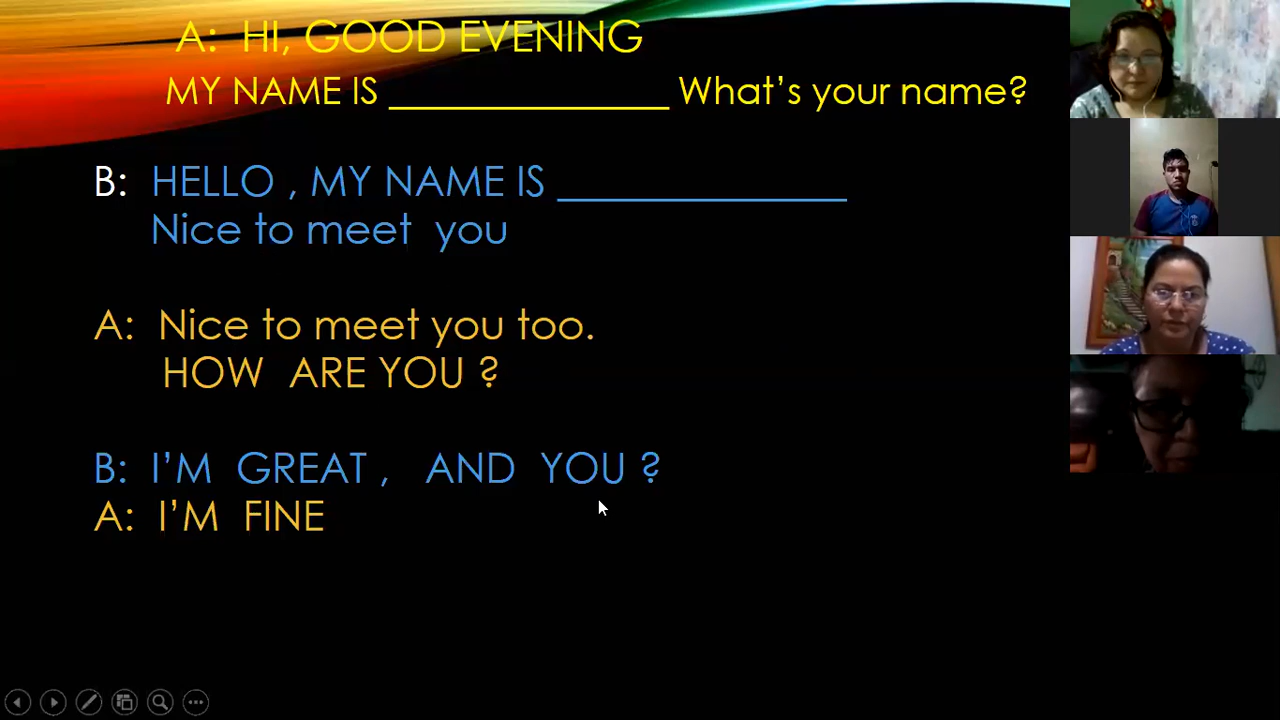 A: HI, GOOD EVENING
MY NAME IS ______________ What's your name?
B: HELLO , MY NAME IS ______________
Nice to meet you
A: Nice to meet you too.
HOW ARE YOU ?
B: I'M GREAT , AND YOU ?
A: I'M FINE